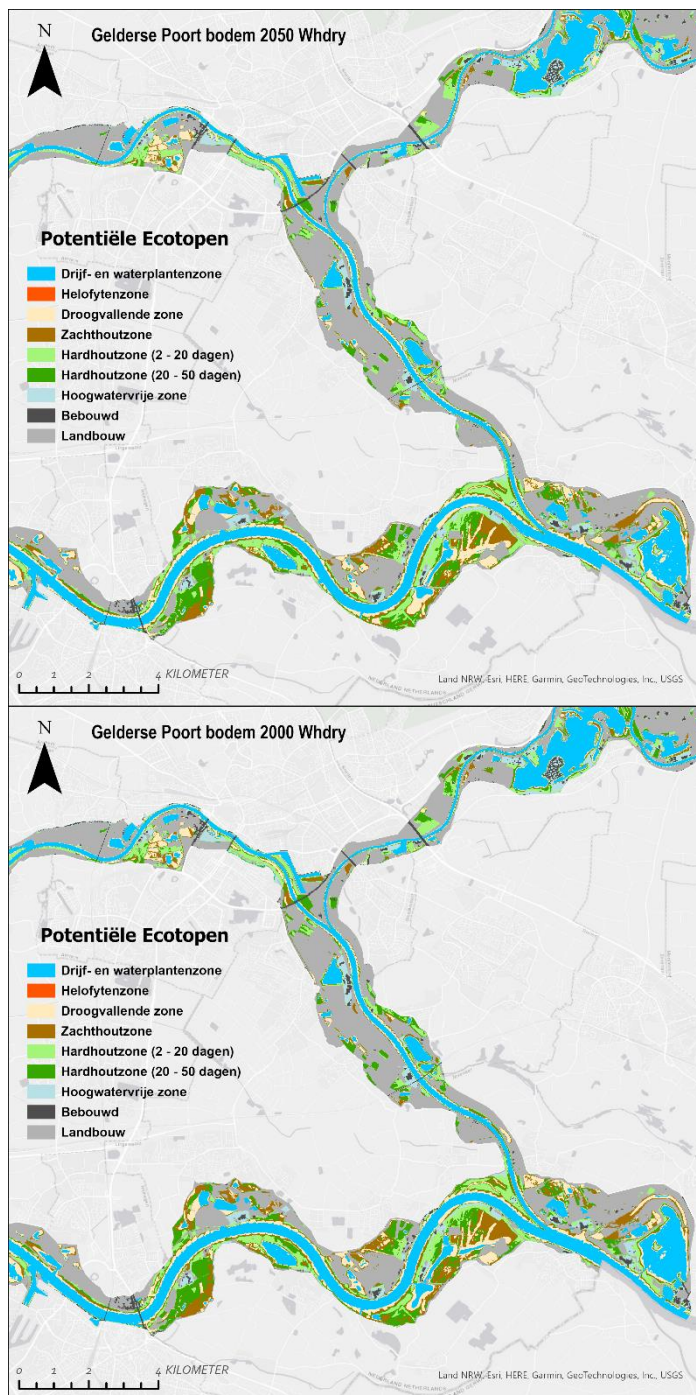 Gelderse Poort bodem 2050 Whdry
N
Potentiële Ecotopen
Drijf- en waterplantenzone
Helofytenzone
Droogvallende zone
Zachthoutzone
Hardhoutzone (2 - 20 dagen)
Hardhoutzone (20 - 50 dagen)
Hoogwatervrije zone
Bebouwd
Landbouw
0 2 4 KILOMETER
Land NRW, Esri, HERE, Garmin, GeoTechnologies, Inc., USGS
Gelderse Poort bodem 2000 Whdry
N
Potentiële Ecotopen
Drijf- en waterplantenzone
Helofytenzone
Droogvallende zone
Zachthoutzone
Hardhoutzone (2 - 20 dagen)
Hardhoutzone (20 - 50 dagen)
Hoogwatervrije zone
Bebouwd
Landbouw
0 2 4 KILOMETER
Land NRW, Esri, HERE, Garmin, GeoTechnologies, Inc., USGS